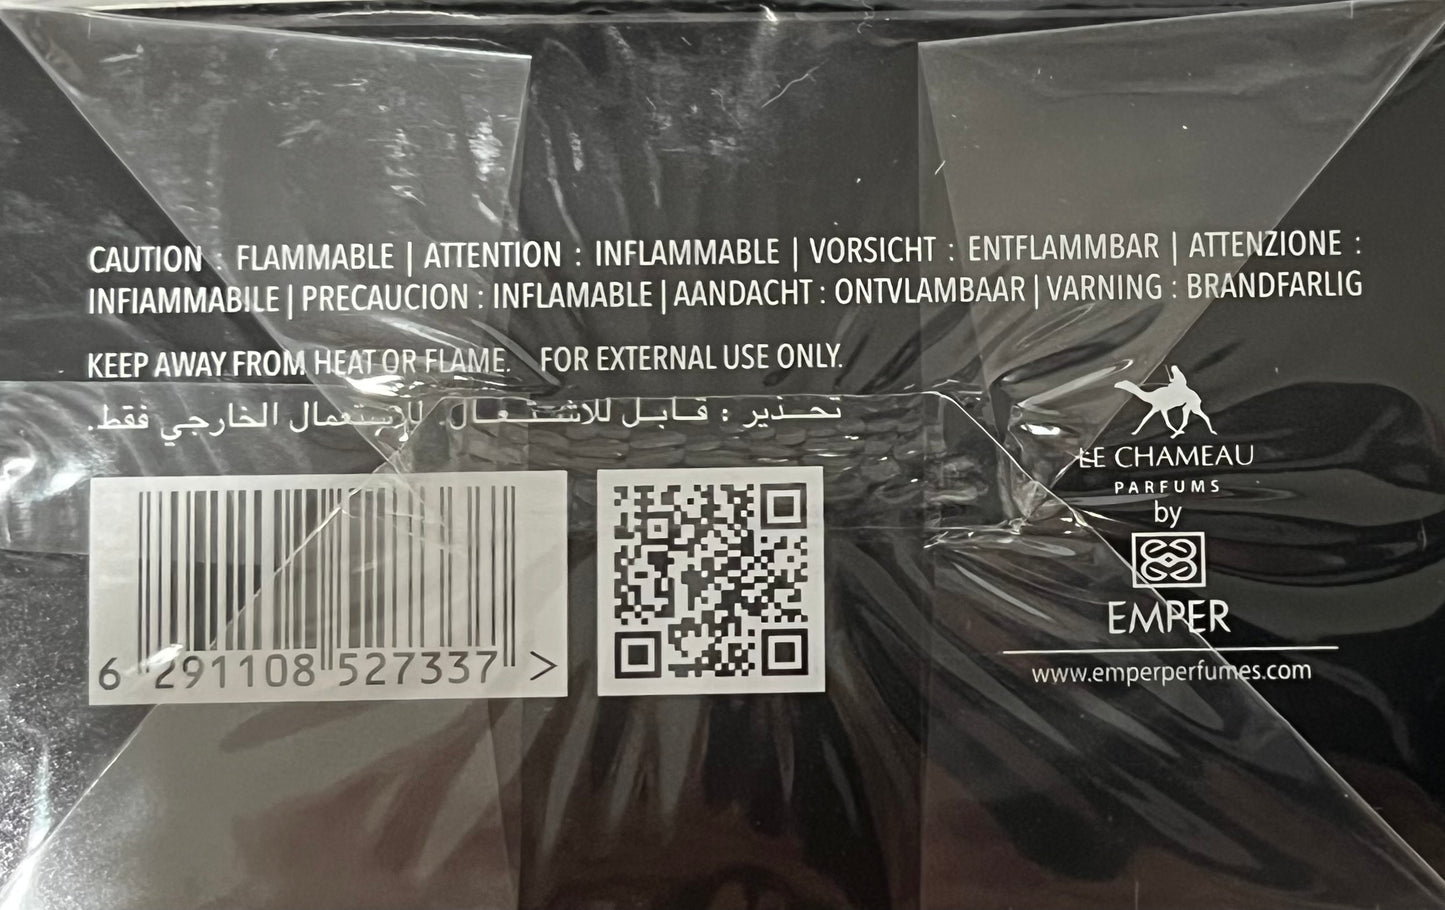 CAUTION : FLAMMABLE | ATTENTION : INFLAMMABLE | VORSICHT : ENTFLAMMBAR | ATTENZIONE :
INFIAMMABILE | PRECAUCION : INFLAMABLE | AANDACHT : ONTVLAMBAAR | VARNING : BRANDFARLIG
KEEP AWAY FROM HEAT OR FLAME. FOR EXTERNAL USE ONLY.
تحذير : قابل للاشتعال. للإستعمال الخارجي فقط.
6 291108 527337 >
LE CHAMEAU
PARFUMS
by
EMPER
www.emperperfumes.com